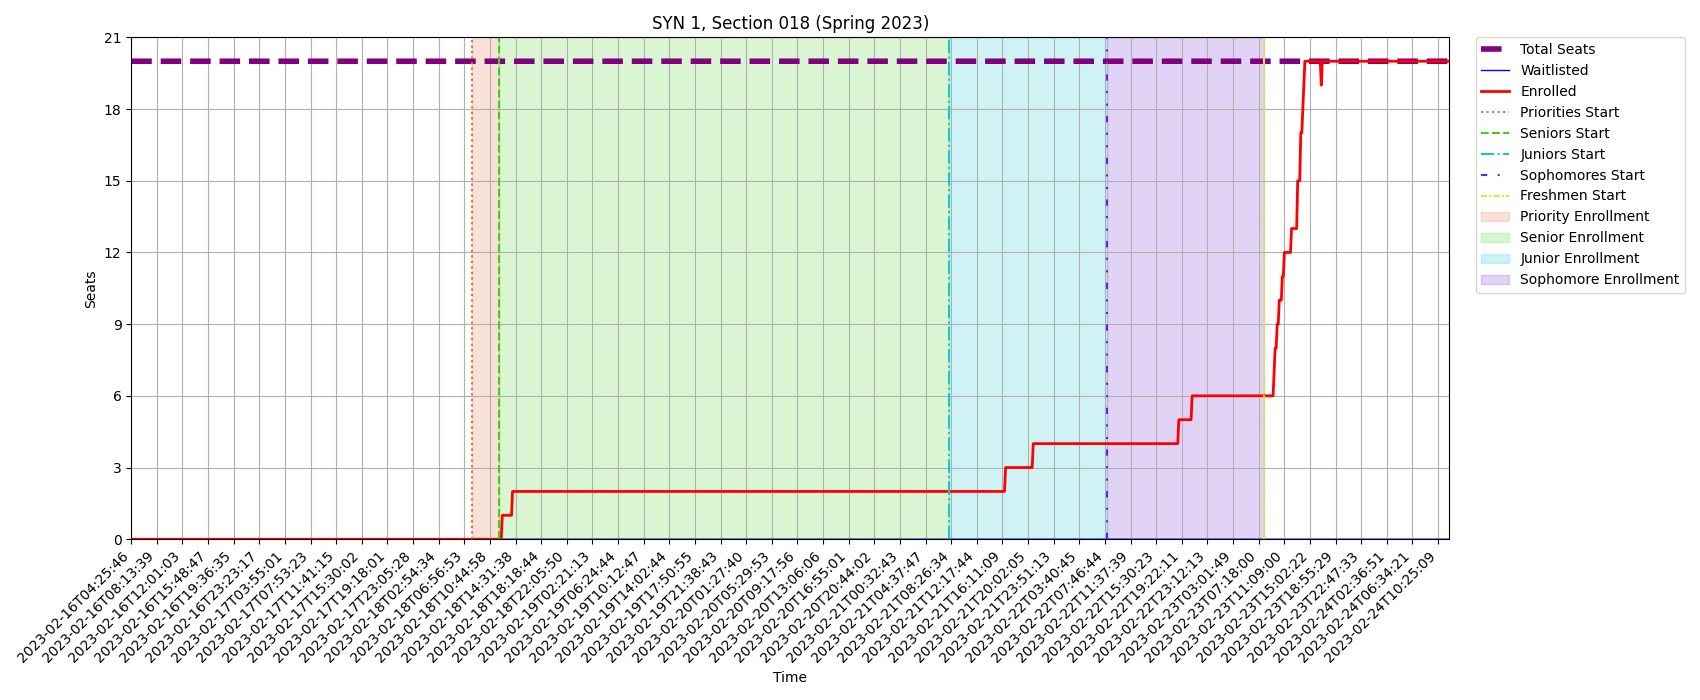 SYN 1, Section 018 (Spring 2023)
21
18
15
12
9
6
3
0
Seats
Total Seats
Waitlisted
Enrolled
Priorities Start
Seniors Start
Juniors Start
Sophomores Start
Freshmen Start
Priority Enrollment
Senior Enrollment
Junior Enrollment
Sophomore Enrollment
2023-02-16T04:25:46
2023-02-16T08:13:39
2023-02-16T12:01:03
2023-02-16T15:48:47
2023-02-16T19:36:35
2023-02-16T23:23:17
2023-02-17T03:55:01
2023-02-17T07:53:23
2023-02-17T11:41:15
2023-02-17T15:30:02
2023-02-17T19:18:01
2023-02-17T23:05:28
2023-02-18T02:54:34
2023-02-18T06:56:53
2023-02-18T10:44:58
2023-02-18T14:31:38
2023-02-18T18:18:44
2023-02-18T22:05:50
2023-02-19T02:21:13
2023-02-19T06:24:44
2023-02-19T10:12:47
2023-02-19T14:02:44
2023-02-19T17:50:55
2023-02-19T21:38:43
2023-02-20T01:27:40
2023-02-20T05:29:53
2023-02-20T09:17:56
2023-02-20T13:06:06
2023-02-20T16:55:01
2023-02-20T20:44:02
2023-02-21T00:32:43
2023-02-21T04:37:47
2023-02-21T08:26:34
2023-02-21T12:17:44
2023-02-21T16:11:09
2023-02-21T20:02:05
2023-02-21T23:51:13
2023-02-22T03:40:45
2023-02-22T07:46:44
2023-02-22T11:37:39
2023-02-22T15:30:23
2023-02-22T19:22:11
2023-02-22T23:12:13
2023-02-23T03:01:49
2023-02-23T07:18:00
2023-02-23T11:09:00
2023-02-23T15:02:22
2023-02-23T18:55:29
2023-02-23T22:47:33
2023-02-24T02:36:51
2023-02-24T06:34:21
2023-02-24T10:25:09
Time